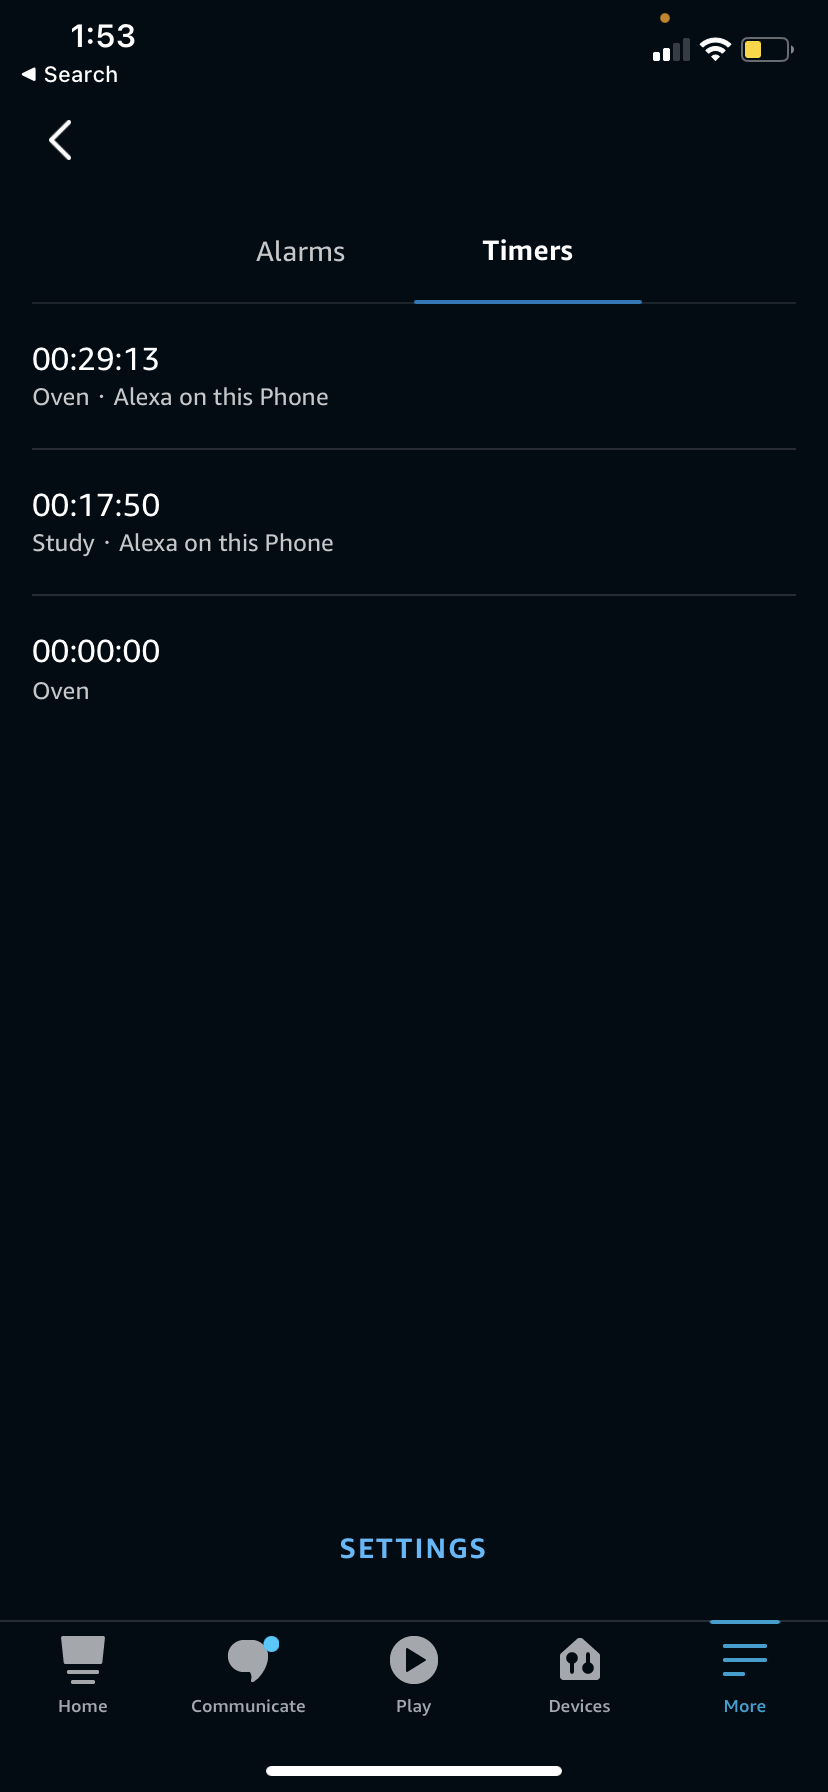 1:53
◀ Search
Alarms
Timers
00:29:13
Oven · Alexa on this Phone
00:17:50
Study · Alexa on this Phone
00:00:00
Oven
SETTINGS
Home
Communicate
Play
Devices
More